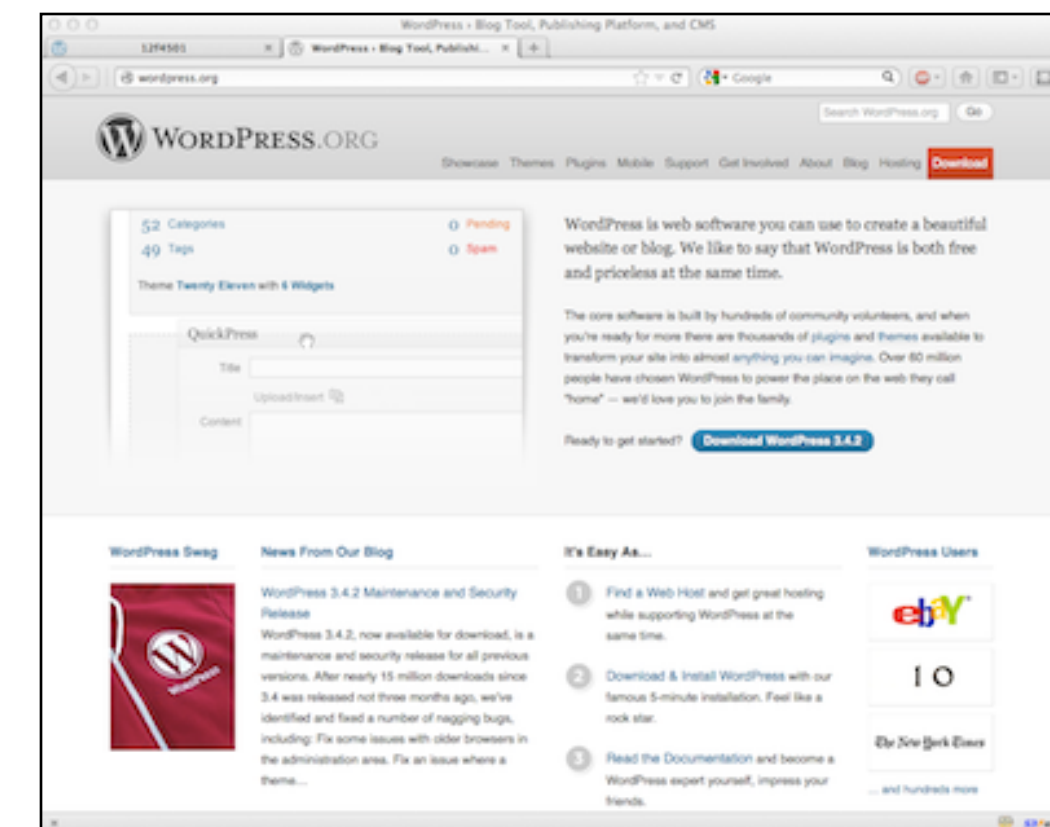 WordPress › Blog Tool, Publishing Platform, and CMS
12f4501
WordPress › Blog Tool, Publishi...
wordpress.org
Google
WORDPRESS.ORG
Search WordPress.org Go
Showcase Themes Plugins Mobile Support Get Involved About Blog Hosting Download
52 Categories 0 Pending
49 Tags 0 Spam
Theme Twenty Eleven with 6 Widgets
QuickPress
Title
Upload/Insert
Content
WordPress is web software you can use to create a beautiful
website or blog. We like to say that WordPress is both free
and priceless at the same time.
The core software is built by hundreds of community volunteers, and when
you're ready for more there are thousands of plugins and themes available to
transform your site into almost anything you can imagine. Over 60 million
people have chosen WordPress to power the place on the web they call
"home" — we'd love you to join the family.
Ready to get started? Download WordPress 3.4.2
WordPress Swag
WordPress
News From Our Blog
WordPress 3.4.2 Maintenance and Security
Release
WordPress 3.4.2, now available for download, is a
maintenance and security release for all previous
versions. After nearly 15 million downloads since
3.4 was released not three months ago, we've
identified and fixed a number of nagging bugs,
including: Fix some issues with older browsers in
the administration area. Fix an issue where a
theme...
It's Easy As...
1 Find a Web Host and get great hosting
while supporting WordPress at the
same time.
2 Download & Install WordPress with our
famous 5-minute installation. Feel like a
rock star.
3 Read the Documentation and become a
WordPress expert yourself, impress your
friends.
WordPress Users
ebaY
10
The New York Times
... and hundreds more